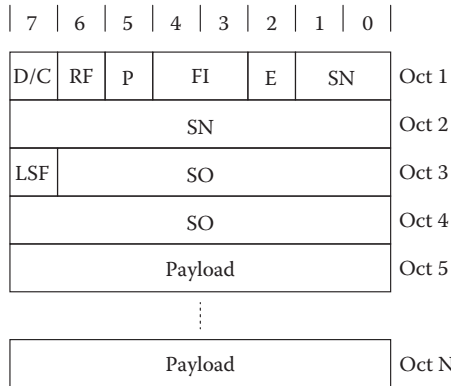 7 6 5 4 3 2 1 0
D/C RF P FI E SN Oct 1
SN Oct 2
LSF SO Oct 3
SO Oct 4
Payload Oct 5
Payload Oct N